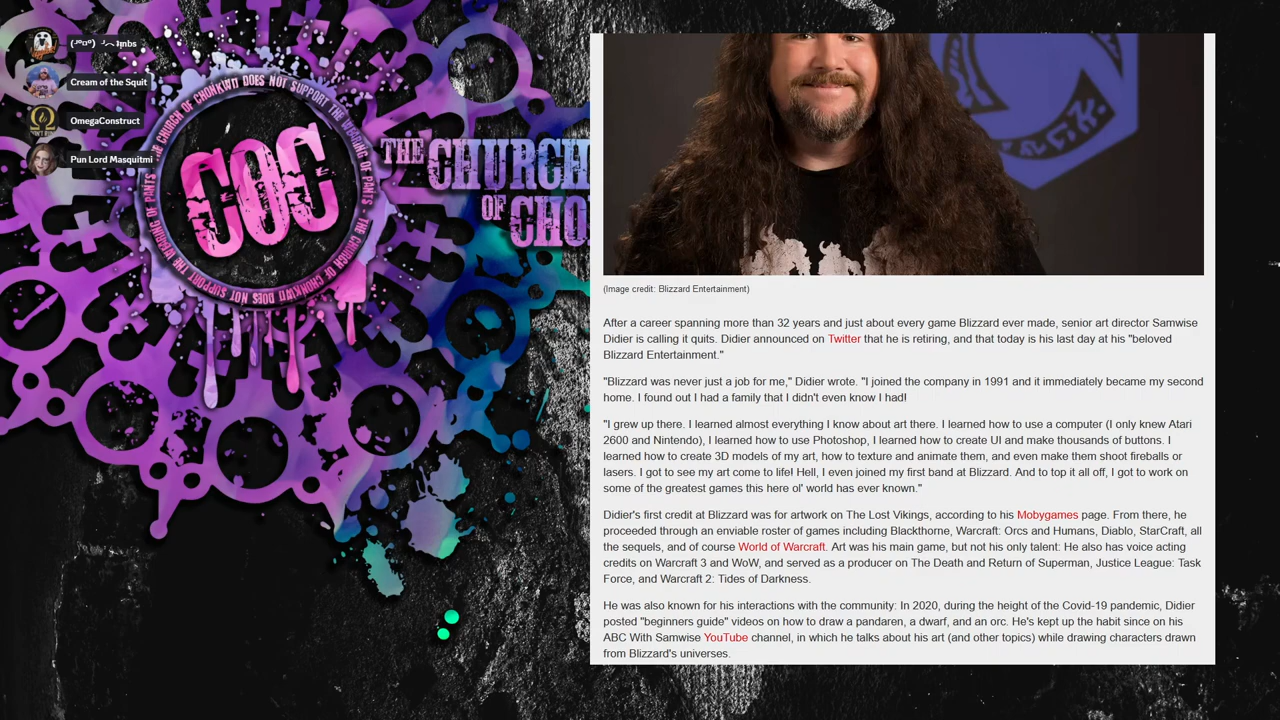 Jimbs
Cream of the Squit
OmegaConstruct
Pun Lord Masquitmi
THE CHURCH OF CHONKWU DOES NOT SUPPORT THE WEARING OF PANTS
COC
THE CHURCH
OF CHO
(Image credit: Blizzard Entertainment)
After a career spanning more than 32 years and just about every game Blizzard ever made, senior art director Samwise
Didier is calling it quits. Didier announced on Twitter that he is retiring, and that today is his last day at his "beloved
Blizzard Entertainment."
"Blizzard was never just a job for me," Didier wrote. "I joined the company in 1991 and it immediately became my second
home. I found out I had a family that I didn't even know I had!
"I grew up there. I learned almost everything I know about art there. I learned how to use a computer (I only knew Atari
2600 and Nintendo), I learned how to use Photoshop, I learned how to create UI and make thousands of buttons. I
learned how to create 3D models of my art, how to texture and animate them, and even make them shoot fireballs or
lasers. I got to see my art come to life! Hell, I even joined my first band at Blizzard. And to top it all off, I got to work on
some of the greatest games this here ol' world has ever known."
Didier's first credit at Blizzard was for artwork on The Lost Vikings, according to his Mobygames page. From there, he
proceeded through an enviable roster of games including Blackthorne, Warcraft: Orcs and Humans, Diablo, StarCraft, all
the sequels, and of course World of Warcraft. Art was his main game, but not his only talent: He also has voice acting
credits on Warcraft 3 and WoW, and served as a producer on The Death and Return of Superman, Justice League: Task
Force, and Warcraft 2: Tides of Darkness.
He was also known for his interactions with the community: In 2020, during the height of the Covid-19 pandemic, Didier
posted "beginners guide" videos on how to draw a pandaren, a dwarf, and an orc. He's kept up the habit since on his
ABC With Samwise YouTube channel, in which he talks about his art (and other topics) while drawing characters drawn
from Blizzard's universes.